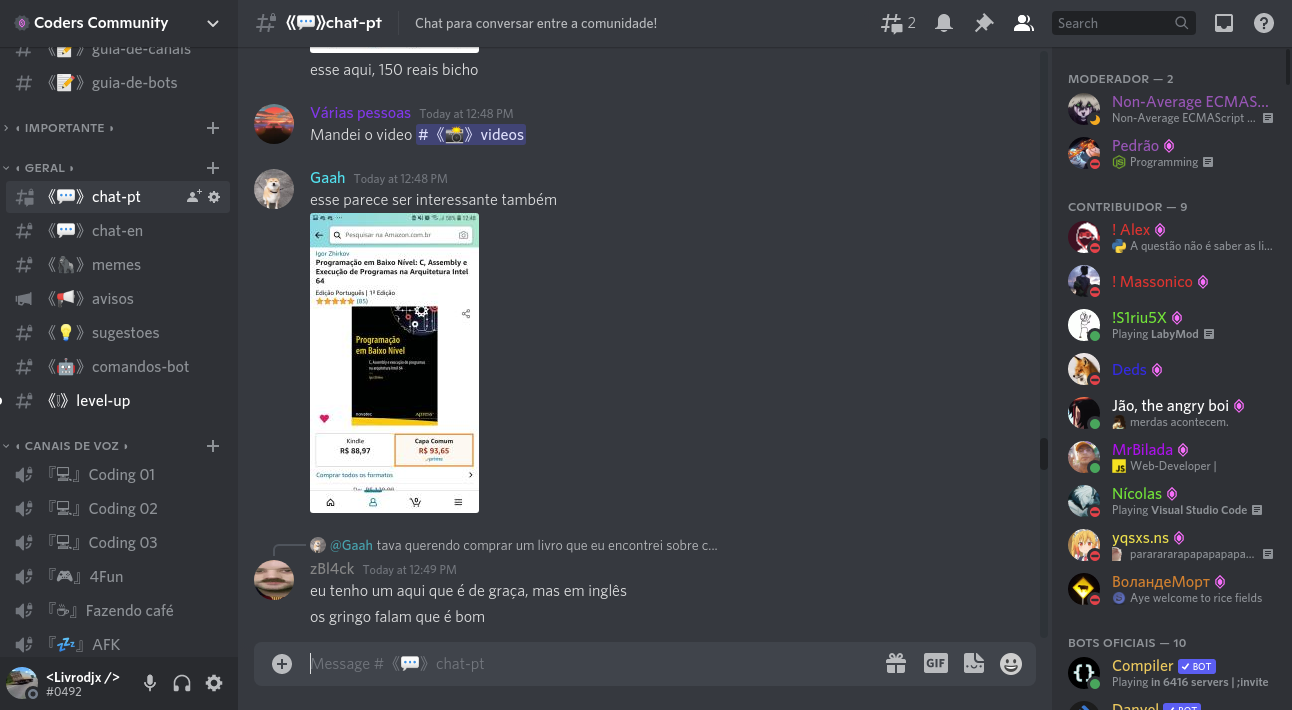 Coders Community
guia-de-canais
《📝》 guia-de-bots
‹ IMPORTANTE ›
‹ GERAL ›
《💬》 chat-pt
《💬》 chat-en
《🦍》 memes
《📢》 avisos
《💡》 sugestoes
《🤖》 comandos-bot
level-up
‹ CANAIS DE VOZ ›
『💻』 Coding 01
『💻』 Coding 02
『💻』 Coding 03
『🎮』 4Fun
『☕』 Fazendo café
『💤』 AFK
<Livrodjx />
#0492
《💬》chat-pt
Chat para conversar entre a comunidade!
2
Search
esse aqui, 150 reais bicho
Várias pessoas Today at 12:48 PM
Mandei o video # 《📸》 videos
Gaah Today at 12:48 PM
esse parece ser interessante também
58% 12:48
Pesquisar na Amazon.com.br
Igor Zhirkov
Programação em Baixo Nível: C, Assembly e
Execução de Programas na Arquitetura Intel
64
Edição Português | 1ª Edição
(85)
Programação
em Baixo Nível
C, Assembly e execução de programas
na arquitetura Intel 64
Igor Zhirkov
novatec
Apress
Kindle
R$ 88,97
Capa Comum
R$ 93,65
prime
Comprar todos os formatos
@Gaah tava querendo comprar um livro que eu encontrei sobre c...
zBl4ck Today at 12:49 PM
eu tenho um aqui que é de graça, mas em inglês
os gringo falam que é bom
Message # 《💬》 chat-pt
GIF
MODERADOR — 2
Non-Average ECMAS...
Non-Average ECMAScript ...
Pedrão
Programming
CONTRIBUIDOR — 9
! Alex
A questão não é saber as li...
! Massonico
!S1riu5X
Playing LabyMod
Deds
Jão, the angry boi
merdas acontecem.
MrBilada
Web-Developer |
Nícolas
Playing Visual Studio Code
yqsxs.ns
parararararapapapapapa...
ВоландеМорт
Aye welcome to rice fields
BOTS OFICIAIS — 10
Compiler ✓ BOT
Playing in 6416 servers | ;invite
Danyel ✓ BOT